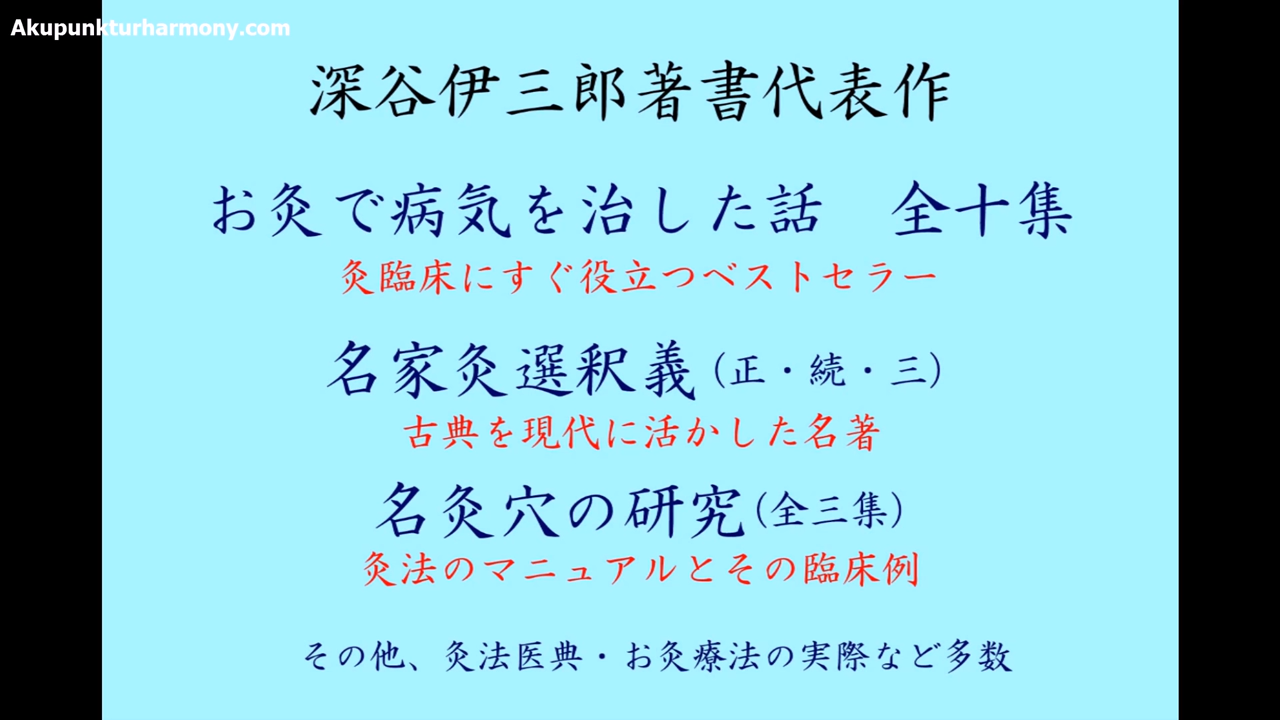 Akupunkturharmony.com
深谷伊三郎著書代表作
お灸で病気を治した話　全十集
灸臨床にすぐ役立つベストセラー
名家灸選釈義(正・続・三)
古典を現代に活かした名著
名灸穴の研究(全三集)
灸法のマニュアルとその臨床例
その他、灸法医典・お灸療法の実際など多数